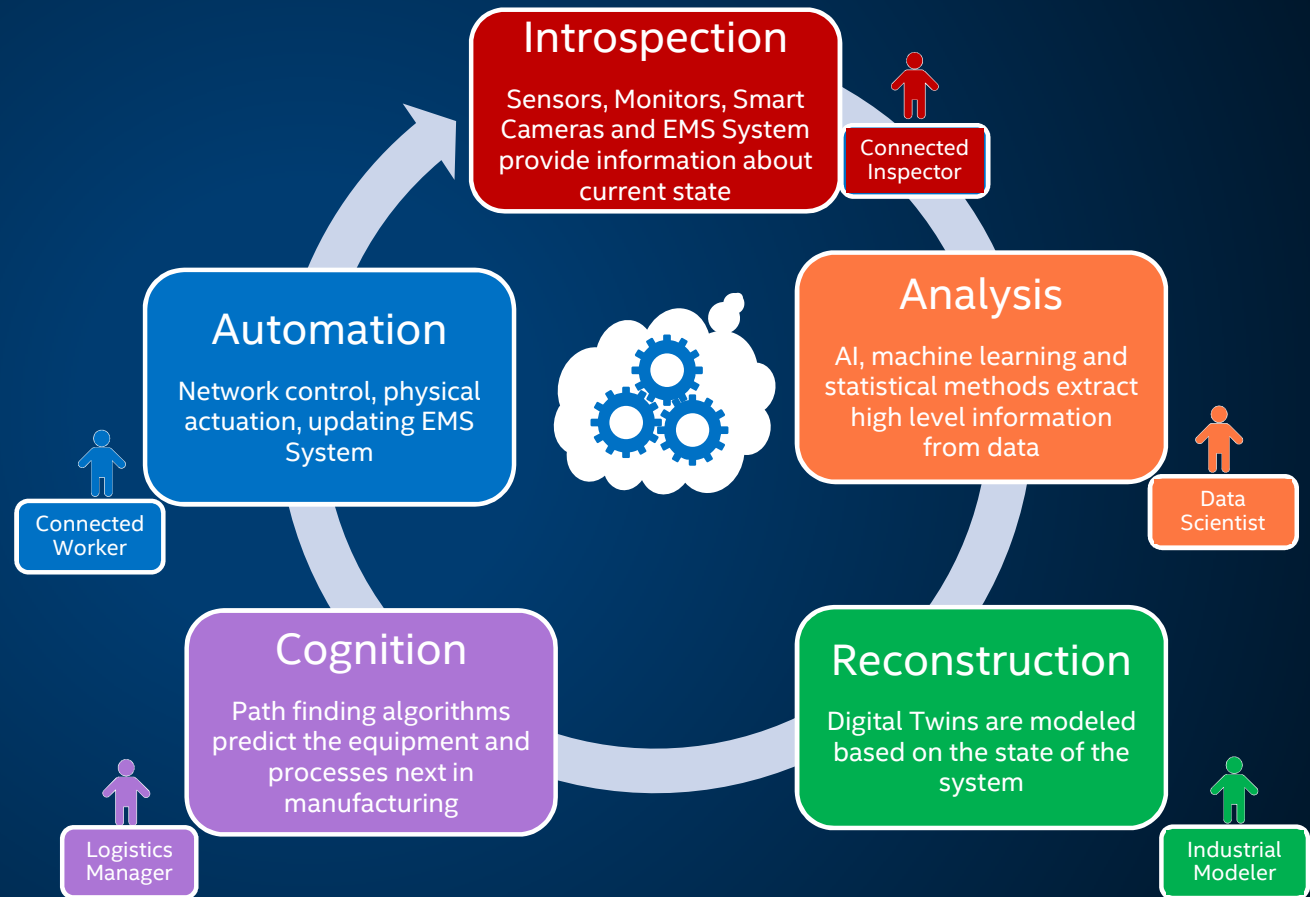 Introspection
Sensors, Monitors, Smart
Cameras and EMS System
provide information about
current state
Connected
Inspector
Analysis
AI, machine learning and
statistical methods extract
high level information
from data
Data
Scientist
Reconstruction
Digital Twins are modeled
based on the state of the
system
Industrial
Modeler
Cognition
Path finding algorithms
predict the equipment and
processes next in
manufacturing
Logistics
Manager
Automation
Network control, physical
actuation, updating EMS
System
Connected
Worker